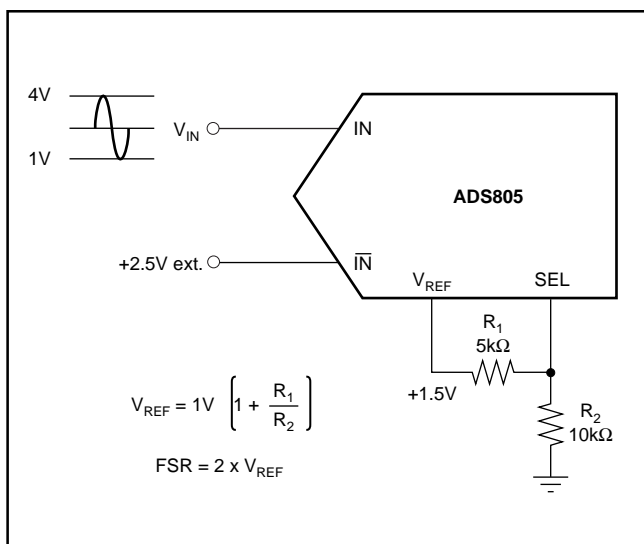 4V
1V
V_IN
IN
ADS805
+2.5V ext.
I̅N̅
V_REF
SEL
R_1
5kΩ
+1.5V
R_2
10kΩ
V_REF = 1V (1 + R_1/R_2)
FSR = 2 x V_REF